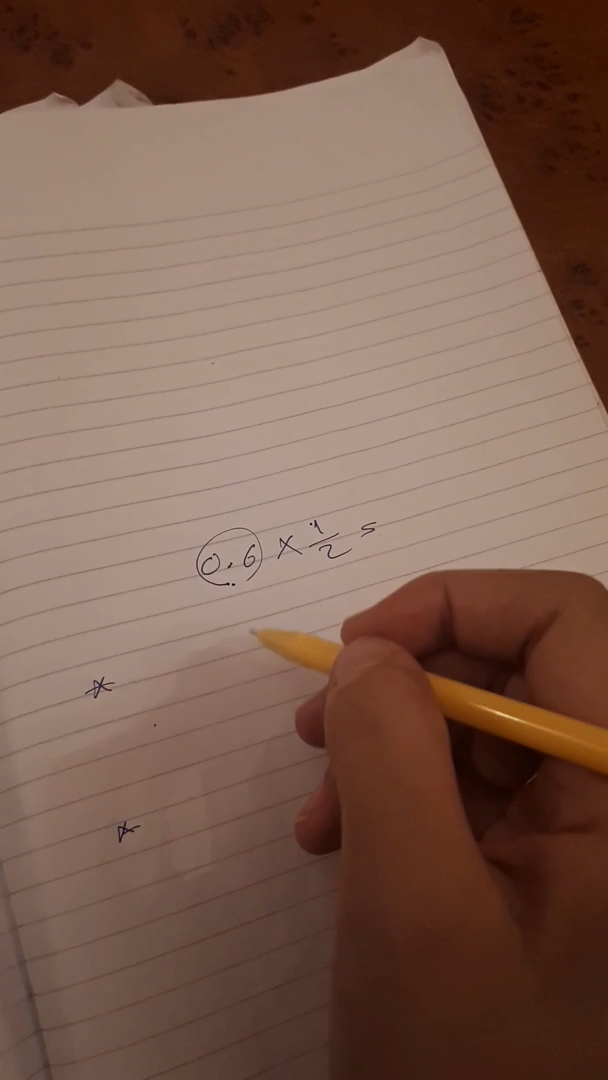 0.6 × 1/2 =